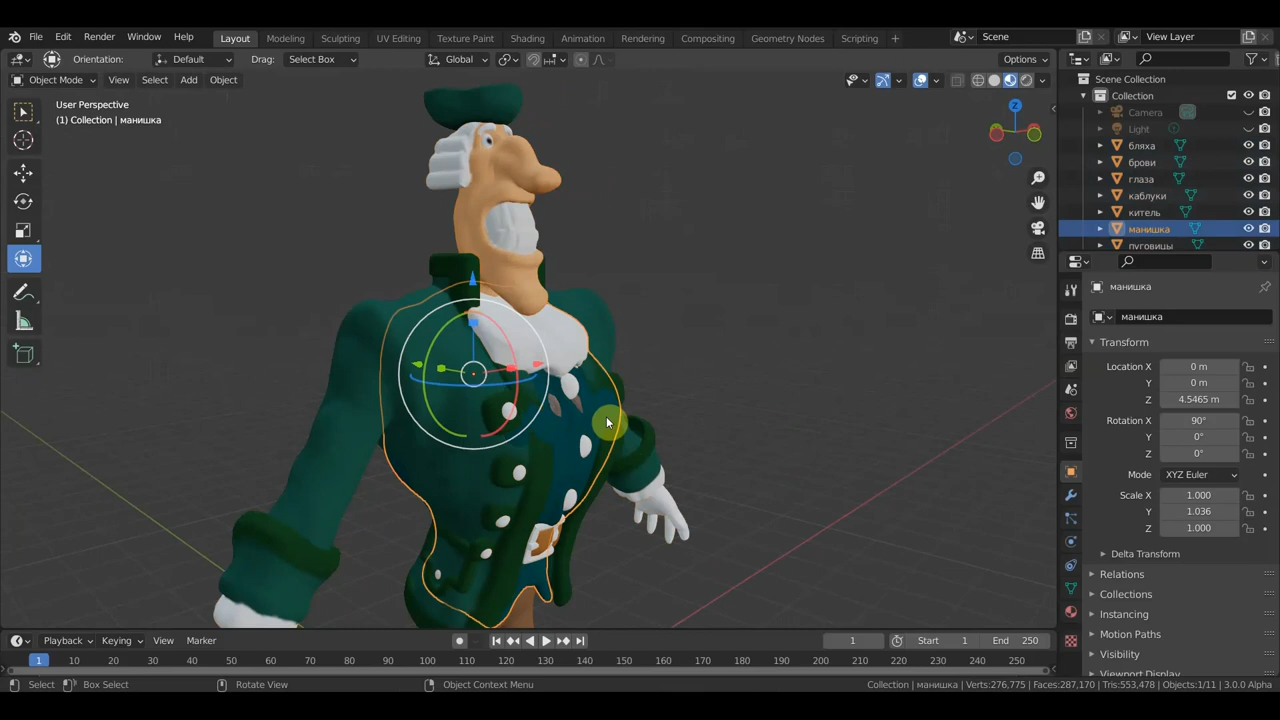 File Edit Render Window Help Layout Modeling Sculpting UV Editing Texture Paint Shading Animation Rendering Compositing Geometry Nodes Scripting + Scene View Layer
Orientation: Default Drag: Select Box Global Options
Object Mode View Select Add Object
User Perspective
(1) Collection | манишка
Z
Scene Collection
Collection
Camera
Light
бляха
брови
глаза
каблуки
китель
манишка
пуговицы
манишка
манишка
Transform
Location X 0 m
Y 0 m
Z 4.5465 m
Rotation X 90°
Y 0°
Z 0°
Mode XYZ Euler
Scale X 1.000
Y 1.036
Z 1.000
Delta Transform
Relations
Collections
Instancing
Motion Paths
Visibility
Viewport Display
Playback Keying View Marker 1 Start 1 End 250
1 10 20 30 40 50 60 70 80 90 100 110 120 130 140 150 160 170 180 190 200 210 220 230 240 250
Select Box Select Rotate View Object Context Menu Collection | манишка | Verts:276,775 | Faces:287,170 | Tris:553,478 | Objects:1/11 | 3.0.0 Alpha